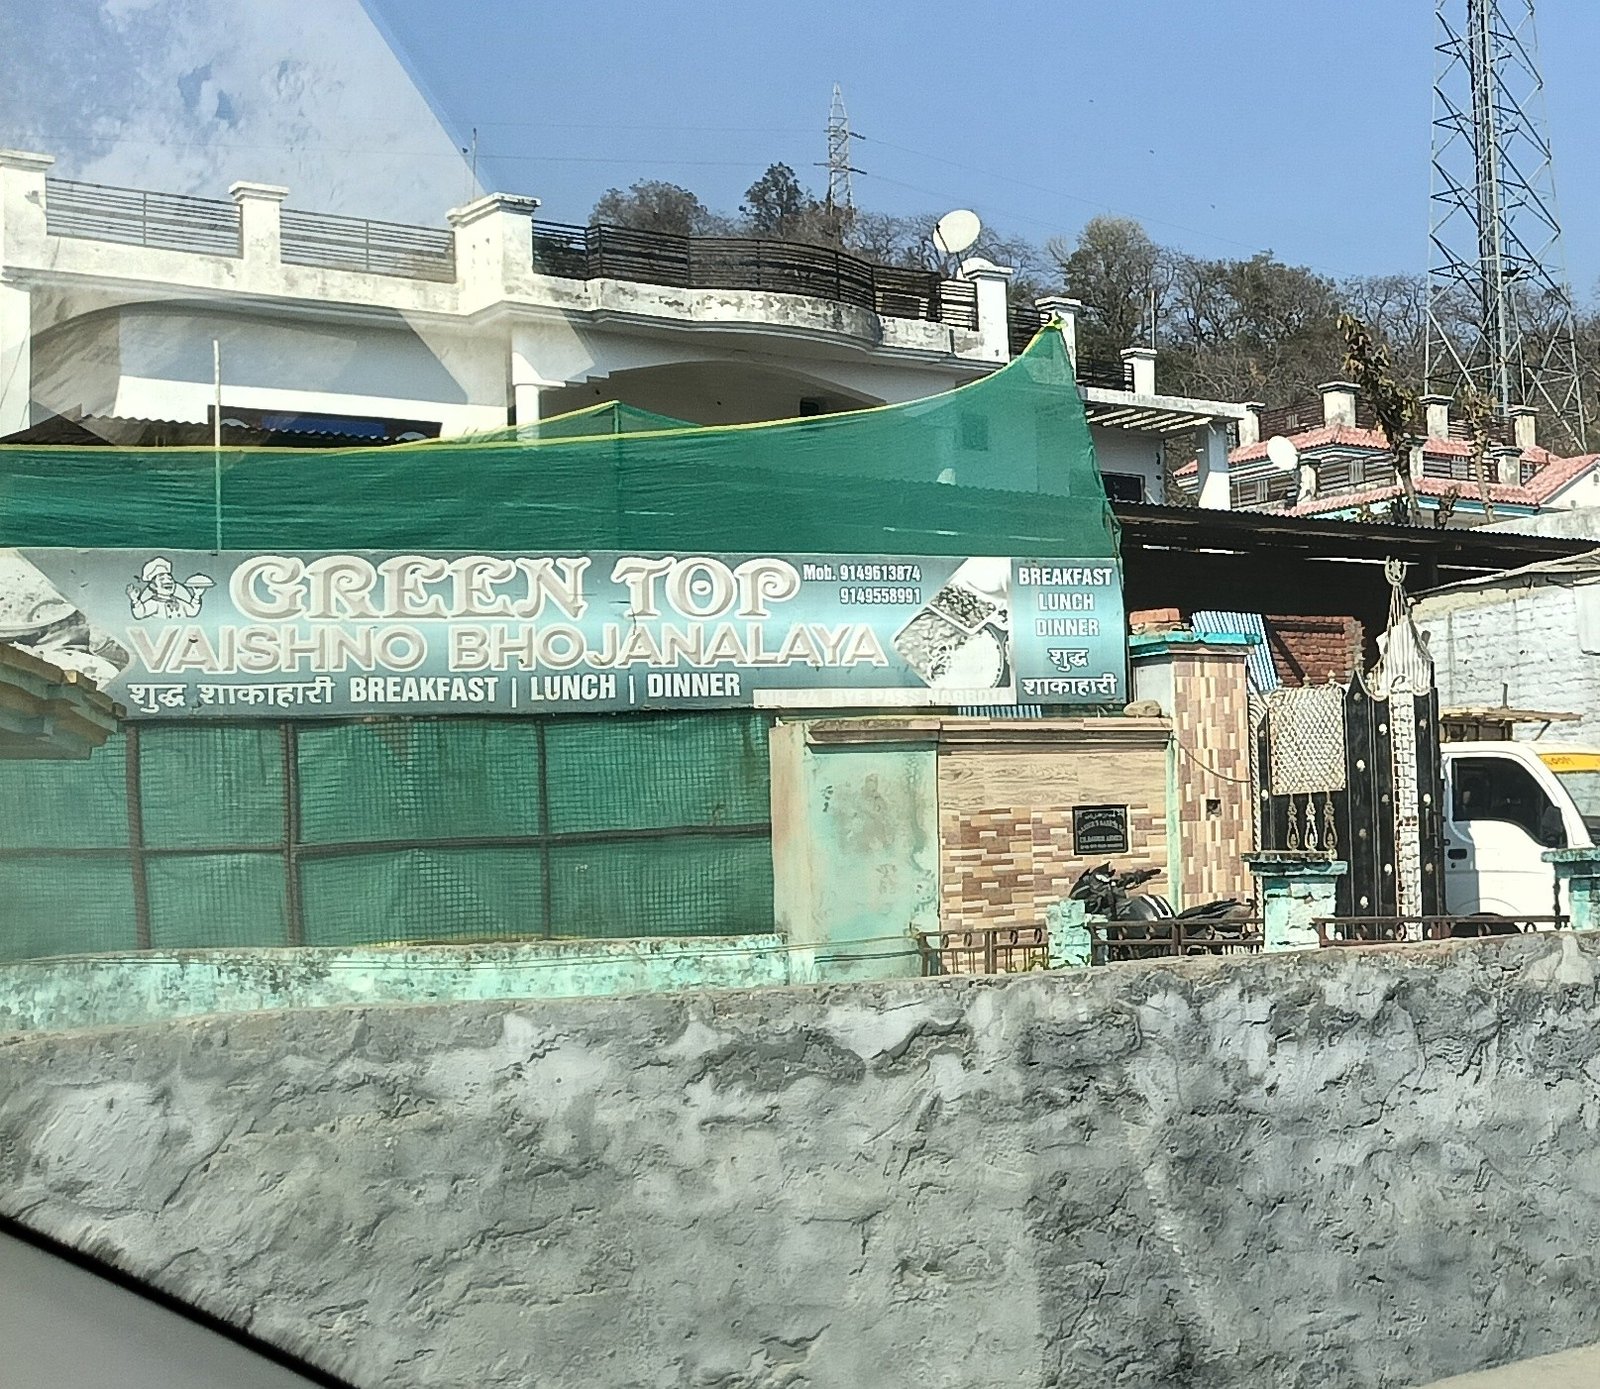 GREEN TOP
Mob. 9149613874
9149558991
VAISHNO BHOJANALAYA
शुद्ध शाकाहारी BREAKFAST | LUNCH | DINNER
BREAKFAST
LUNCH
DINNER
शुद्ध
शाकाहारी